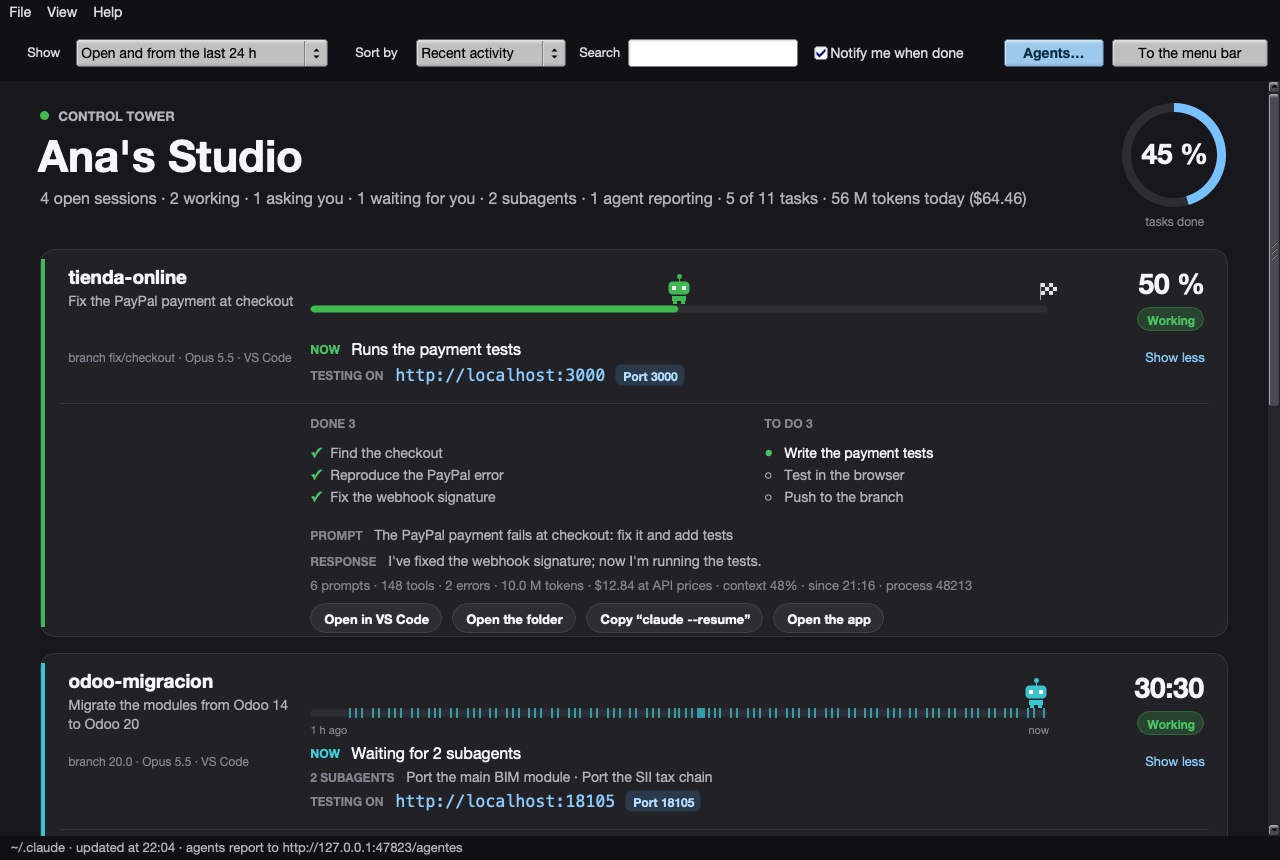 File View Help
Show Open and from the last 24 h Sort by Recent activity Search Notify me when done Agents... To the menu bar
CONTROL TOWER
Ana's Studio
4 open sessions · 2 working · 1 asking you · 1 waiting for you · 2 subagents · 1 agent reporting · 5 of 11 tasks · 56 M tokens today ($64.46)
45 %
tasks done
tienda-online
Fix the PayPal payment at checkout
branch fix/checkout · Opus 5.5 · VS Code
50 %
Working
Show less
NOW Runs the payment tests
TESTING ON http://localhost:3000 Port 3000
DONE 3
✔ Find the checkout
✔ Reproduce the PayPal error
✔ Fix the webhook signature
TO DO 3
Write the payment tests
Test in the browser
Push to the branch
PROMPT The PayPal payment fails at checkout: fix it and add tests
RESPONSE I've fixed the webhook signature; now I'm running the tests.
6 prompts · 148 tools · 2 errors · 10.0 M tokens · $12.84 at API prices · context 48% · since 21:16 · process 48213
Open in VS Code Open the folder Copy “claude --resume” Open the app
odoo-migracion
Migrate the modules from Odoo 14
to Odoo 20
branch 20.0 · Opus 5.5 · VS Code
1 h ago now
30:30
Working
Show less
NOW Waiting for 2 subagents
2 SUBAGENTS Port the main BIM module · Port the SII tax chain
TESTING ON http://localhost:18105 Port 18105
~/.claude · updated at 22:04 · agents report to http://127.0.0.1:47823/agentes